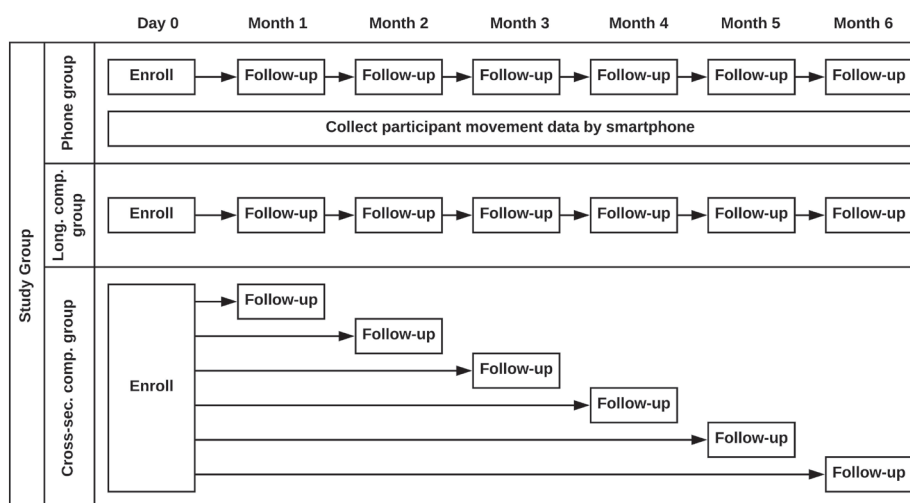 Day 0 Month 1 Month 2 Month 3 Month 4 Month 5 Month 6
Study Group
Phone group
Enroll Follow-up Follow-up Follow-up Follow-up Follow-up Follow-up
Collect participant movement data by smartphone
Long. comp.
group
Enroll Follow-up Follow-up Follow-up Follow-up Follow-up Follow-up
Cross-sec. comp. group
Enroll
Follow-up
Follow-up
Follow-up
Follow-up
Follow-up
Follow-up